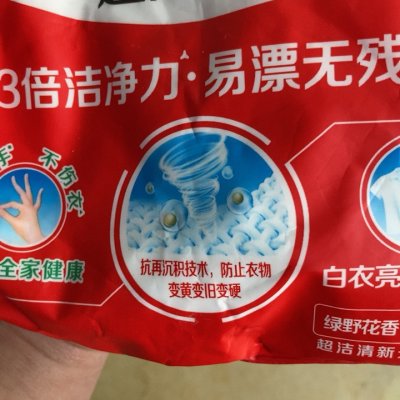 3倍洁净力·易漂无残
手 不伤衣
全家健康
抗再沉积技术，防止衣物
变黄变旧变硬
白衣亮
绿野花香
超洁清新